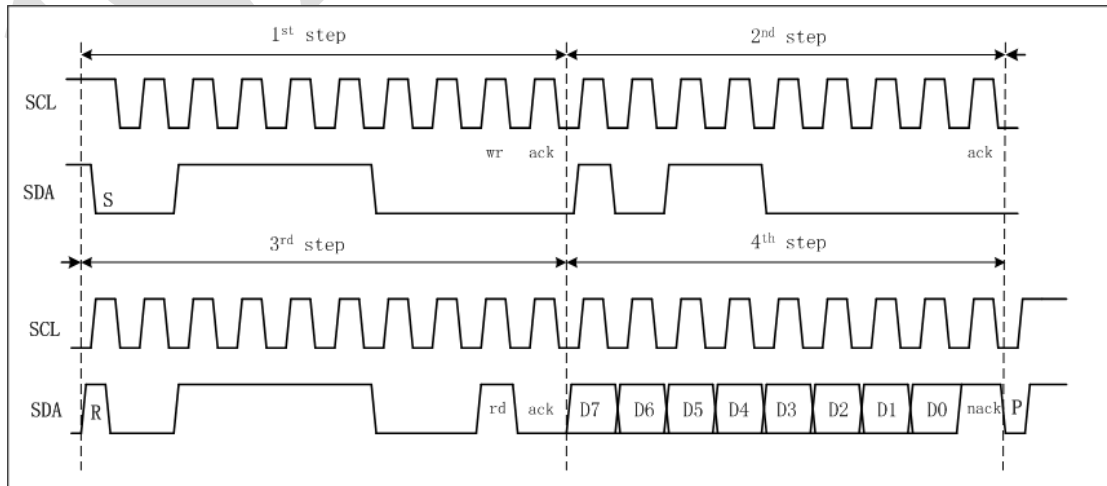 1st step 2nd step
SCL
wr ack ack
SDA S
3rd step 4th step
SCL
SDA R rd ack D7 D6 D5 D4 D3 D2 D1 D0 nack P